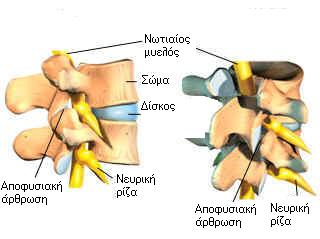 Νωτιαίος
μυελός
Σώμα
Δίσκος
Αποφυσιακή
άρθρωση
Νευρική
ρίζα
Αποφυσιακή
άρθρωση
Νευρική
ρίζα